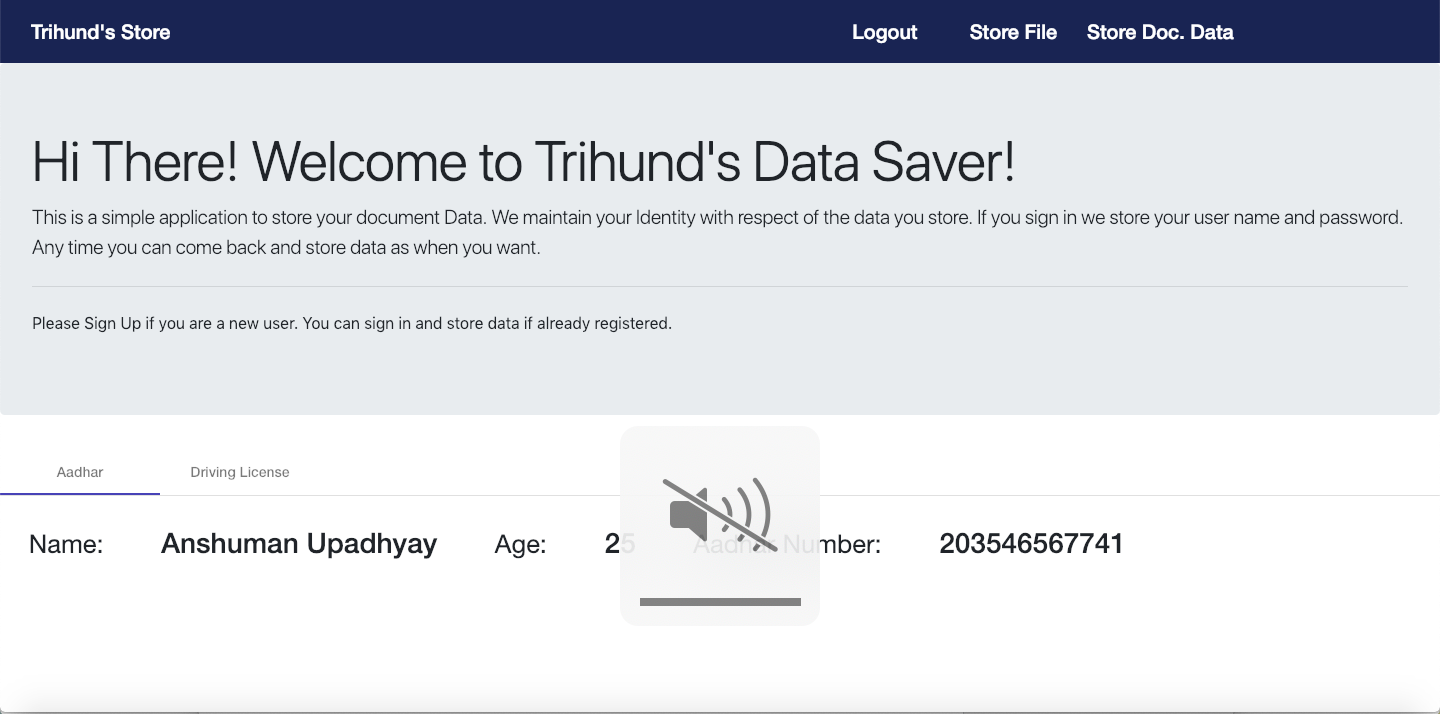 Trihund's Store Logout Store File Store Doc. Data
Hi There! Welcome to Trihund's Data Saver!
This is a simple application to store your document Data. We maintain your Identity with respect of the data you store. If you sign in we store your user name and password.
Any time you can come back and store data as when you want.
Please Sign Up if you are a new user. You can sign in and store data if already registered.
Aadhar Driving License
Name: Anshuman Upadhyay Age: 25 Aadhar Number: 203546567741